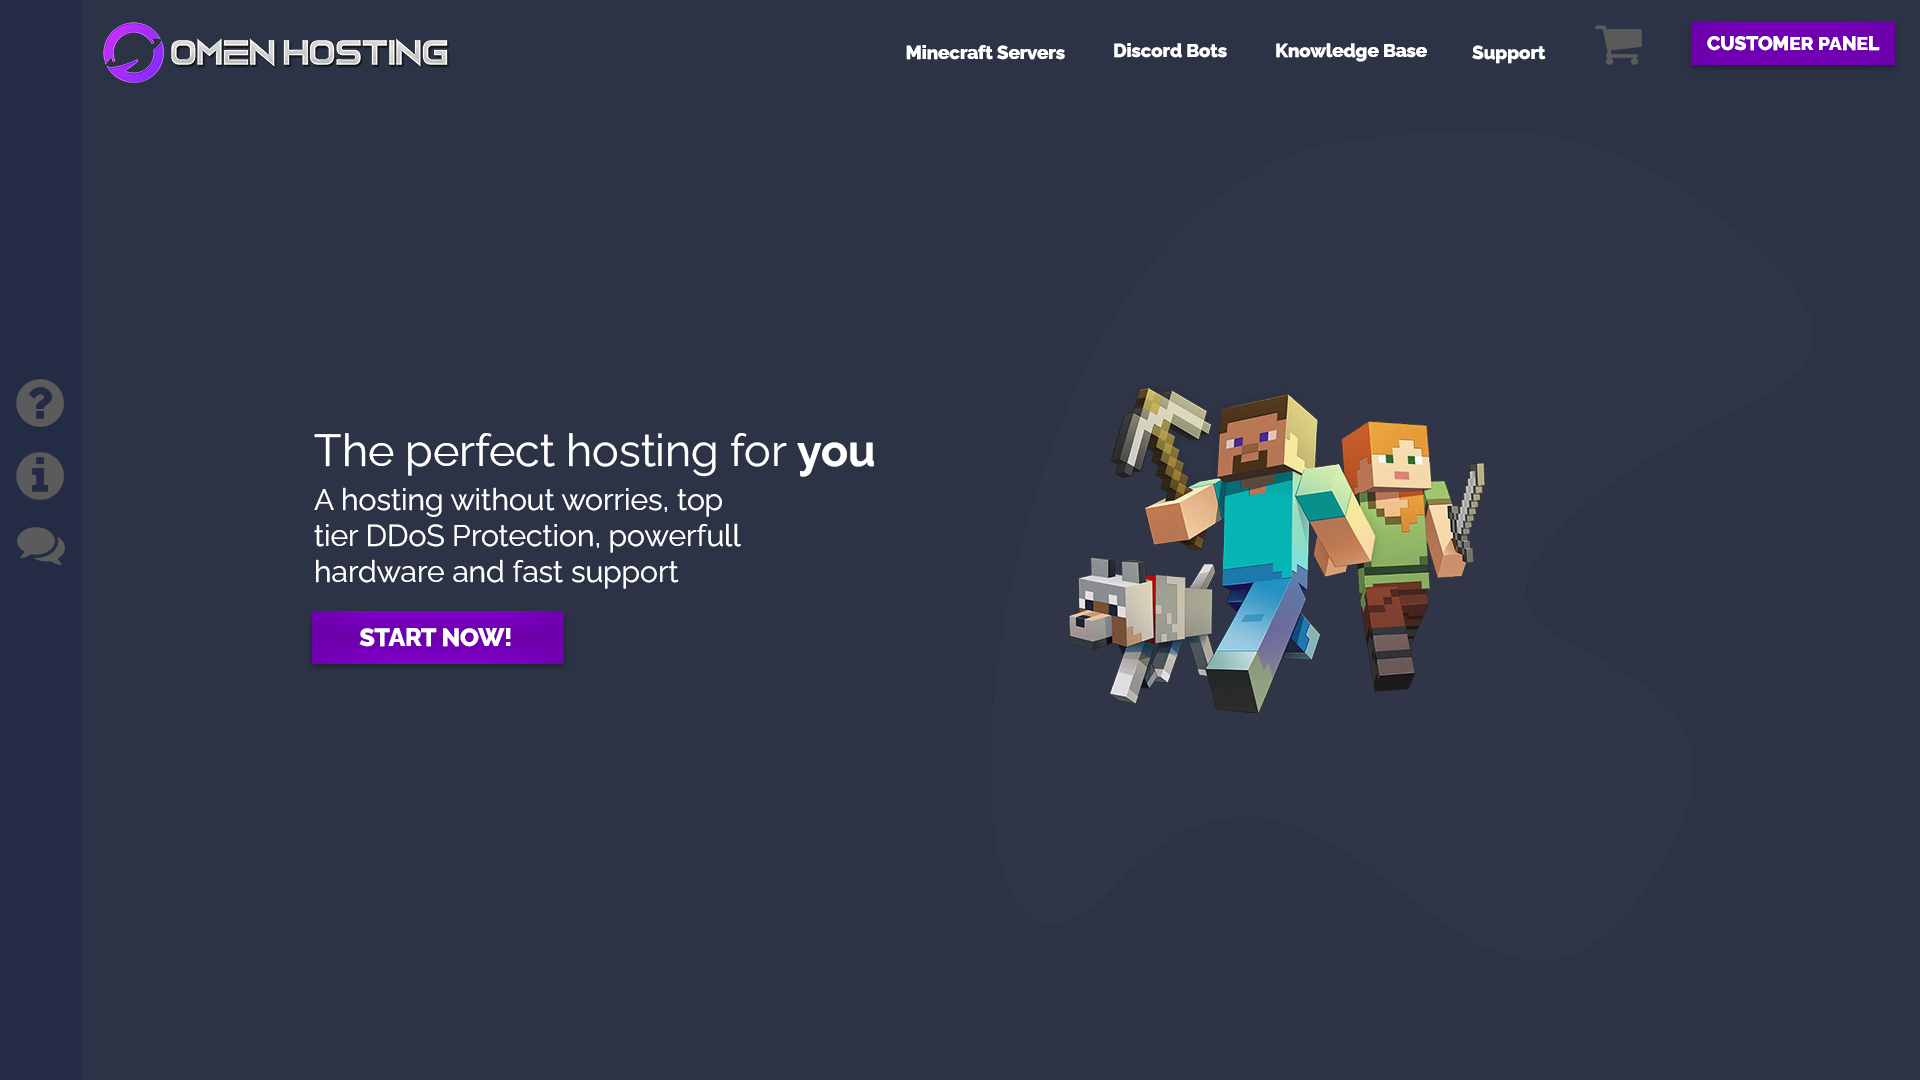 OMEN HOSTING
Minecraft Servers
Discord Bots
Knowledge Base
Support
CUSTOMER PANEL
The perfect hosting for you
A hosting without worries, top
tier DDoS Protection, powerfull
hardware and fast support
START NOW!